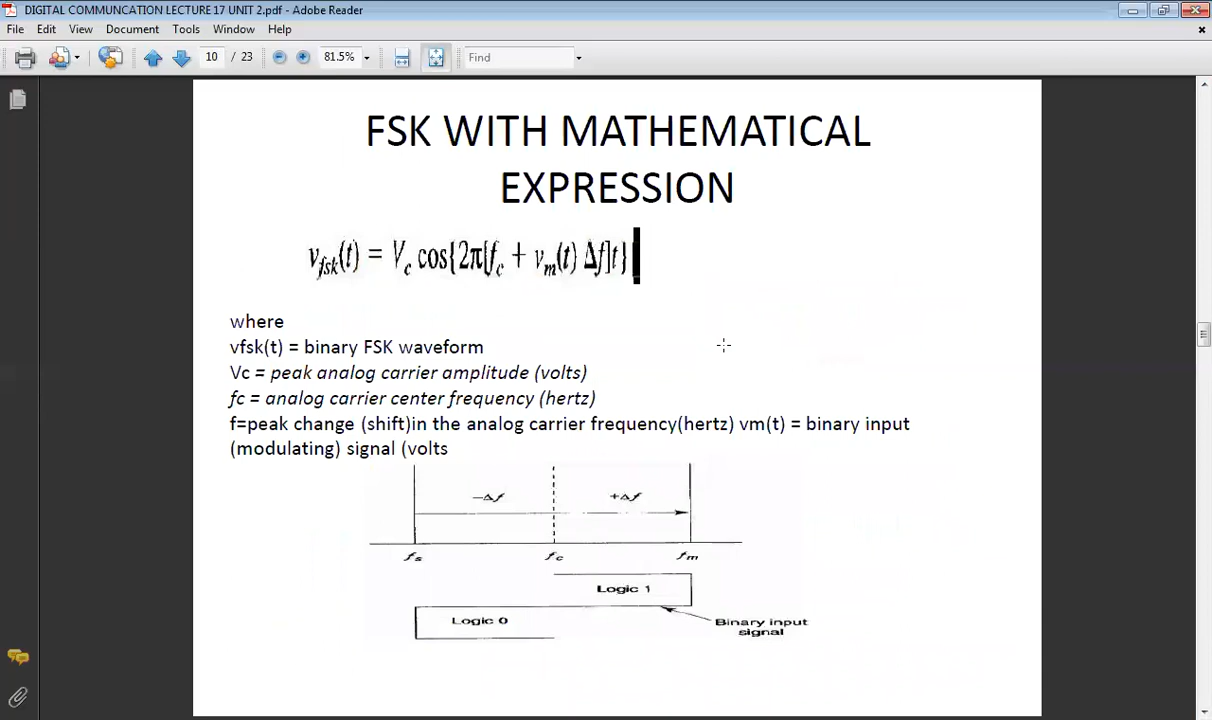 DIGITAL COMMUNCATION LECTURE 17 UNIT 2.pdf - Adobe Reader
File Edit View Document Tools Window Help
10 / 23 81.5% Find
FSK WITH MATHEMATICAL
EXPRESSION
vfsk(t) = Vc cos{2π[fc + vm(t) Δf]t}
where
vfsk(t) = binary FSK waveform
Vc = peak analog carrier amplitude (volts)
fc = analog carrier center frequency (hertz)
f=peak change (shift)in the analog carrier frequency(hertz) vm(t) = binary input
(modulating) signal (volts
−Δf +Δf
fs fc fm
Logic 1
Logic 0
Binary input
signal